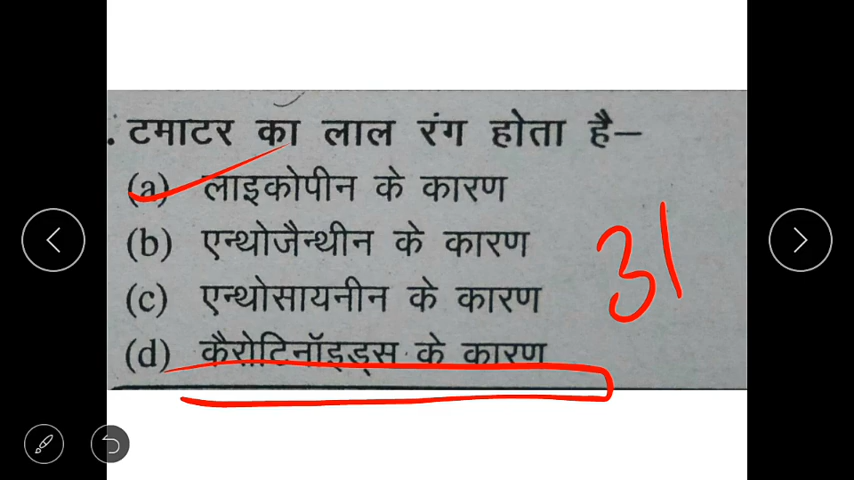 . टमाटर का लाल रंग होता है–
(a) लाइकोपीन के कारण
(b) एन्थोजैन्थीन के कारण
(c) एन्थोसायनीन के कारण
(d) कैरोटिनॉइड्स के कारण
31